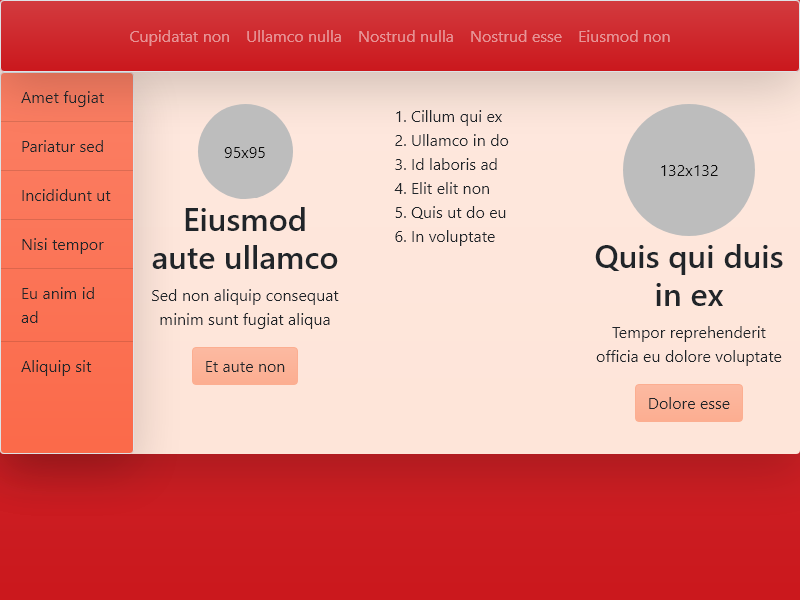 Cupidatat non Ullamco nulla Nostrud nulla Nostrud esse Eiusmod non
Amet fugiat
Pariatur sed
Incididunt ut
Nisi tempor
Eu anim id
ad
Aliquip sit
95x95
Eiusmod
aute ullamco
Sed non aliquip consequat
minim sunt fugiat aliqua
Et aute non
1. Cillum qui ex
2. Ullamco in do
3. Id laboris ad
4. Elit elit non
5. Quis ut do eu
6. In voluptate
132x132
Quis qui duis
in ex
Tempor reprehenderit
officia eu dolore voluptate
Dolore esse